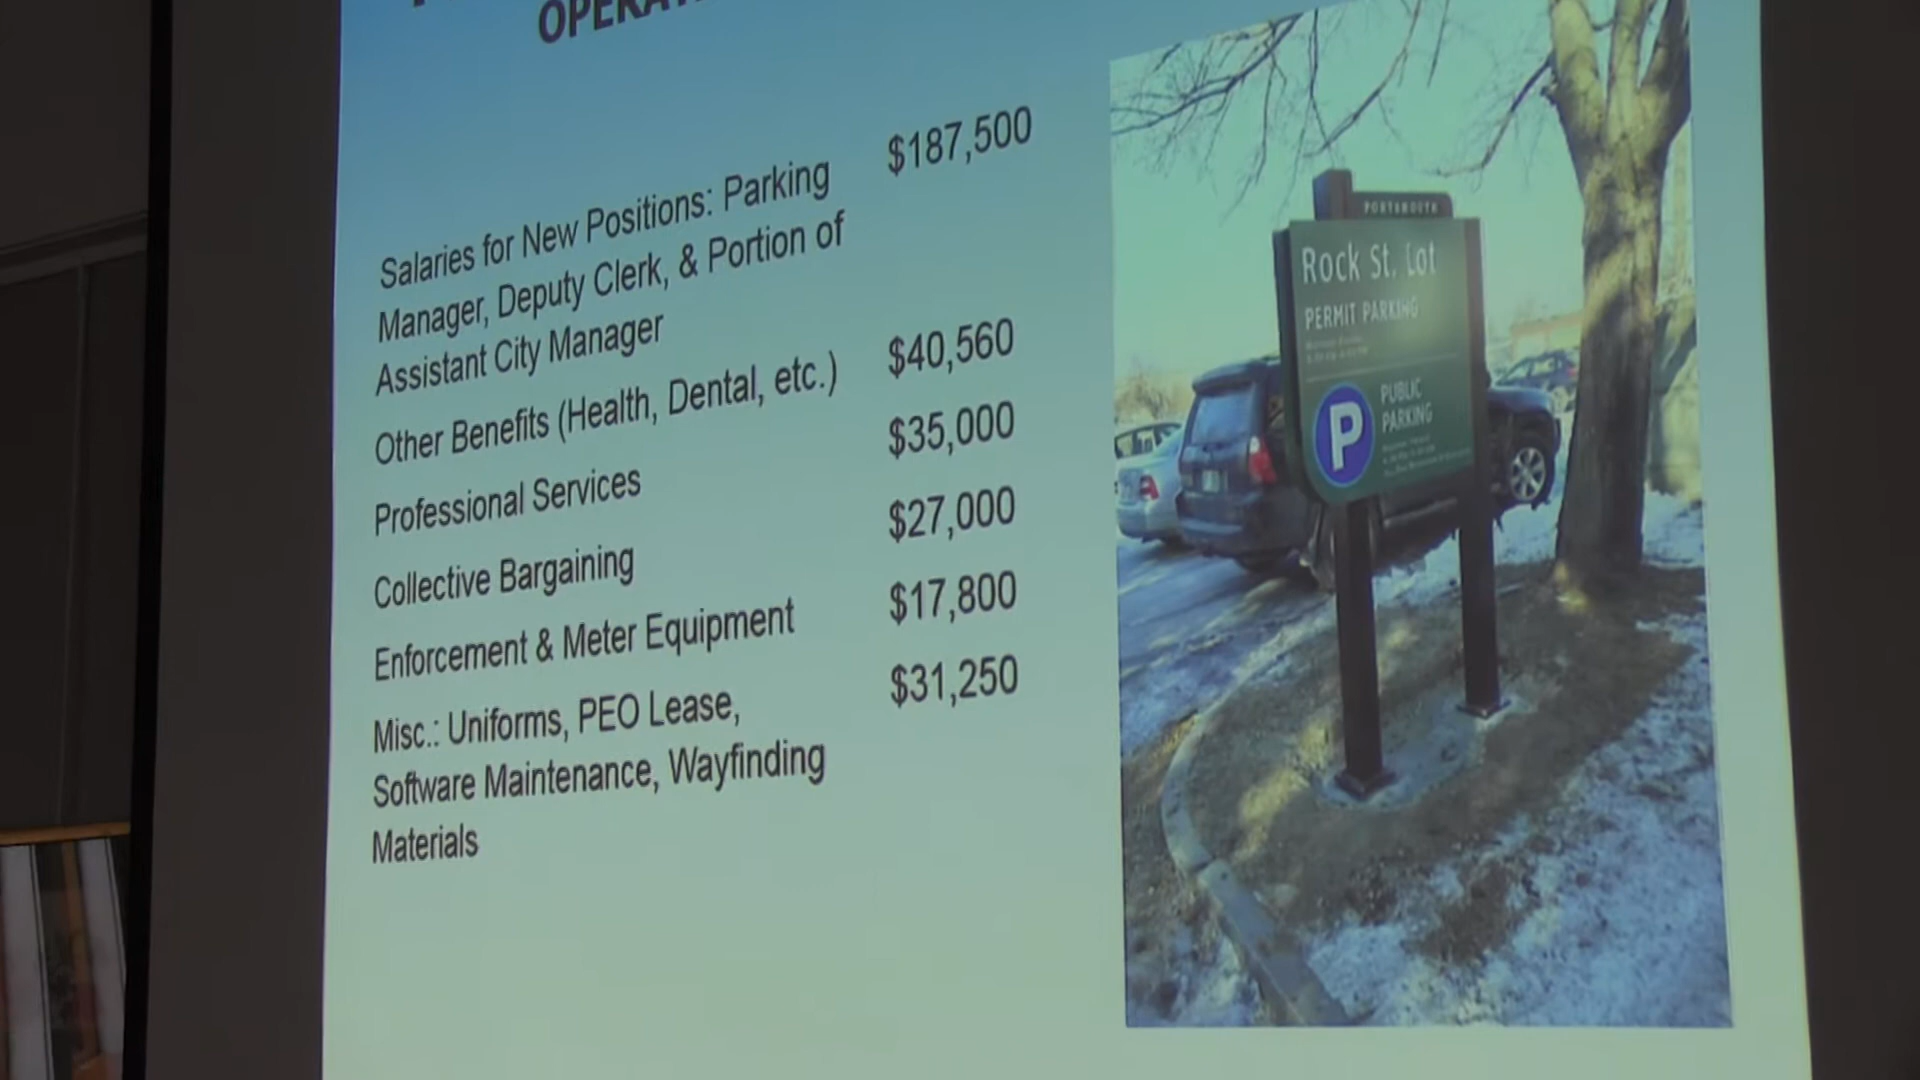 Salaries for New Positions: Parking $187,500
Manager, Deputy Clerk, & Portion of
Assistant City Manager
Other Benefits (Health, Dental, etc.) $40,560
Professional Services $35,000
Collective Bargaining $27,000
Enforcement & Meter Equipment $17,800
Misc.: Uniforms, PEO Lease, $31,250
Software Maintenance, Wayfinding
Materials
PORTSMOUTH
Rock St. Lot
PERMIT PARKING
P
PUBLIC
PARKING